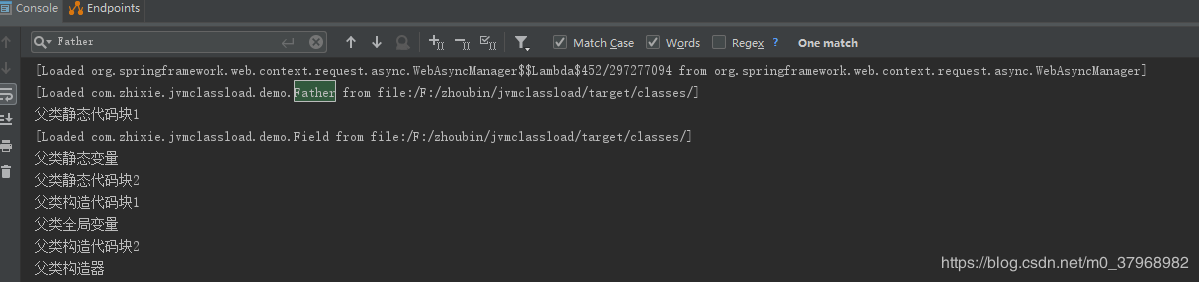 Console Endpoints
Father Match Case Words Regex ? One match
[Loaded org.springframework.web.context.request.async.WebAsyncManager$$Lambda$452/297277094 from org.springframework.web.context.request.async.WebAsyncManager]
[Loaded com.zhixie.jvmclassload.demo.Father from file:/F:/zhoubin/jvmclassload/target/classes/]
父类静态代码块1
[Loaded com.zhixie.jvmclassload.demo.Field from file:/F:/zhoubin/jvmclassload/target/classes/]
父类静态变量
父类静态代码块2
父类构造代码块1
父类全局变量
父类构造代码块2
父类构造器
https://blog.csdn.net/m0_37968982